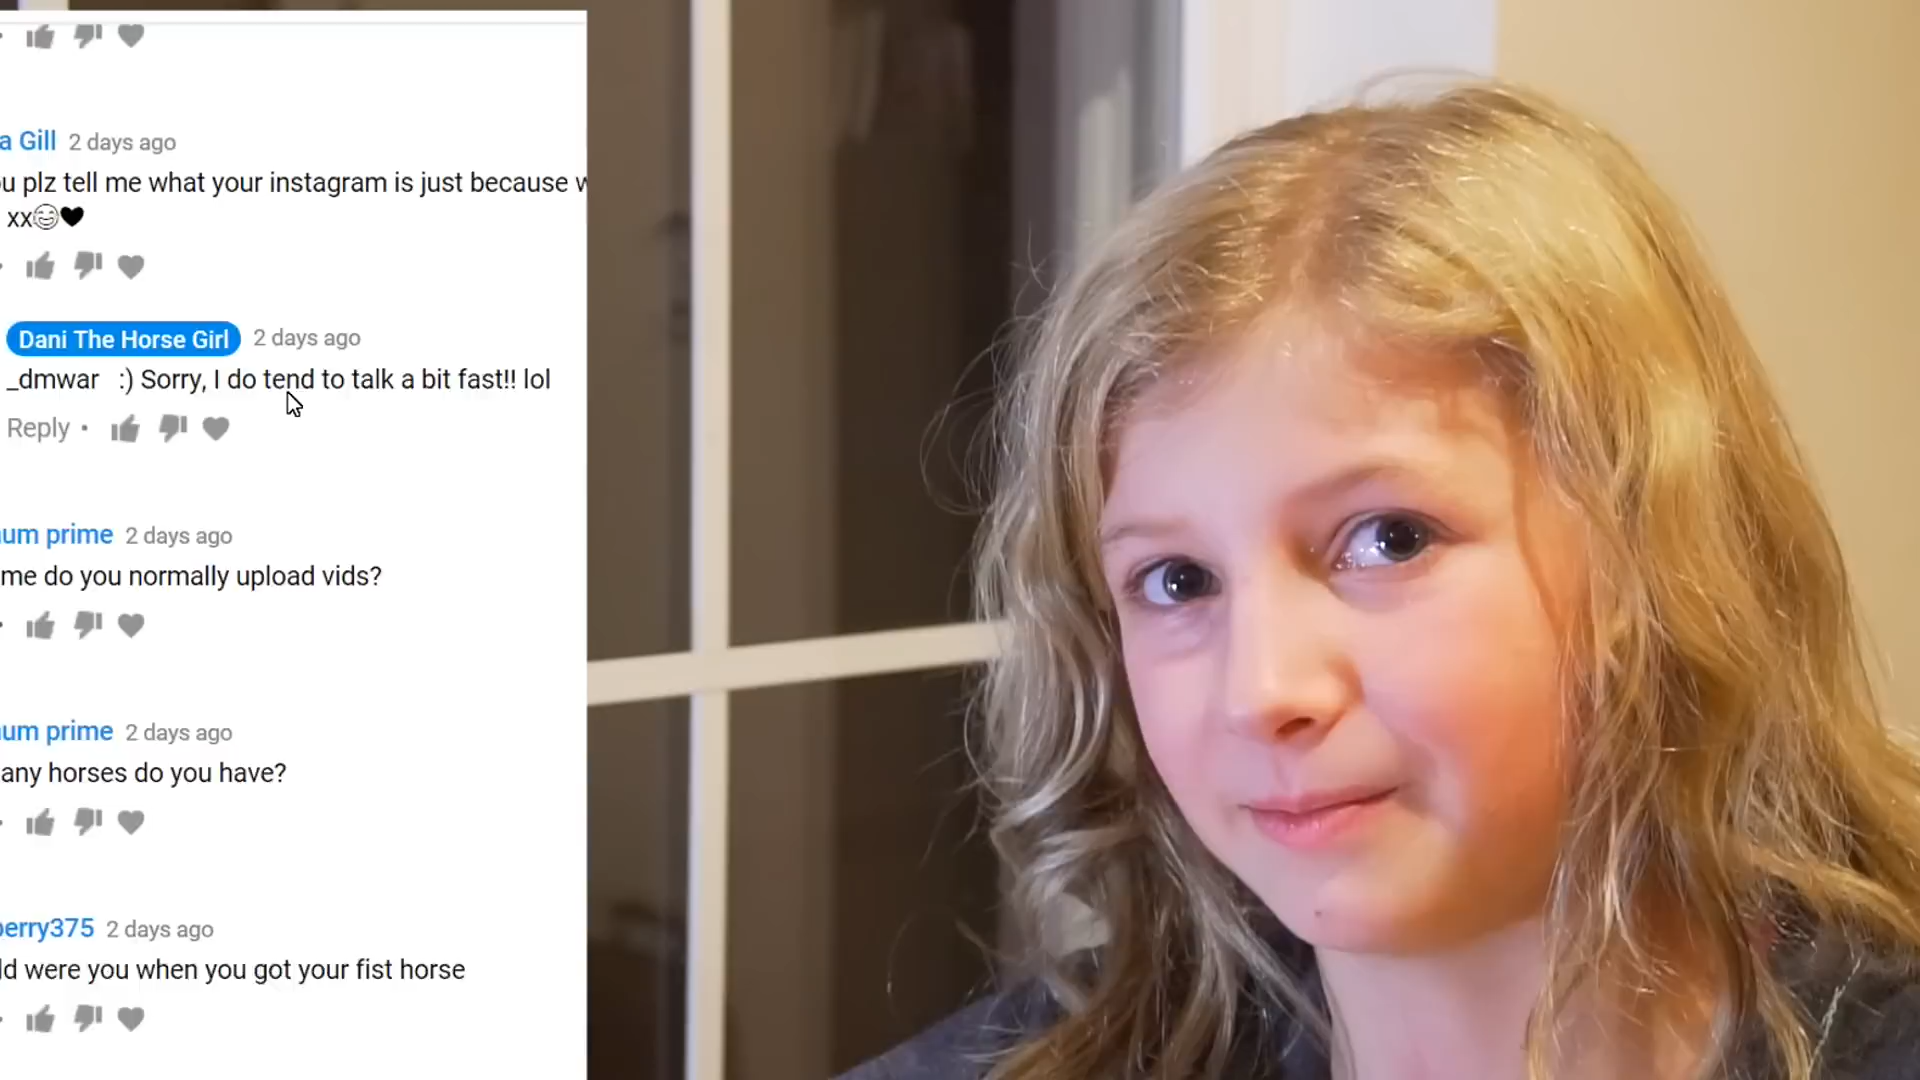 a Gill 2 days ago
u plz tell me what your instagram is just because w
xx😂🖤
Dani The Horse Girl 2 days ago
_dmwar :) Sorry, I do tend to talk a bit fast!! lol
Reply •
um prime 2 days ago
me do you normally upload vids?
um prime 2 days ago
any horses do you have?
berry375 2 days ago
ld were you when you got your fist horse